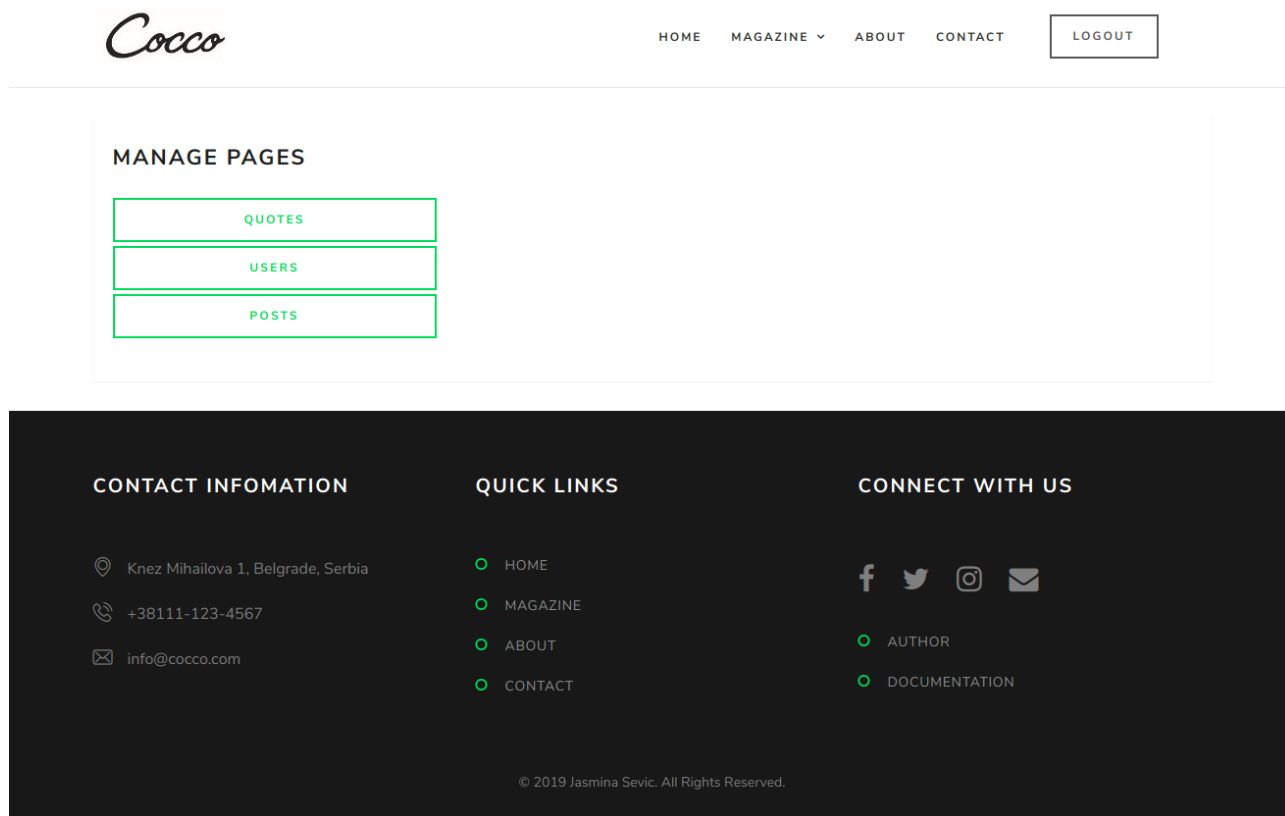 Cocco
HOME MAGAZINE ABOUT CONTACT LOGOUT
MANAGE PAGES
QUOTES
USERS
POSTS
CONTACT INFOMATION
Knez Mihailova 1, Belgrade, Serbia
+38111-123-4567
info@cocco.com
QUICK LINKS
HOME
MAGAZINE
ABOUT
CONTACT
CONNECT WITH US
AUTHOR
DOCUMENTATION
© 2019 Jasmina Sevic. All Rights Reserved.